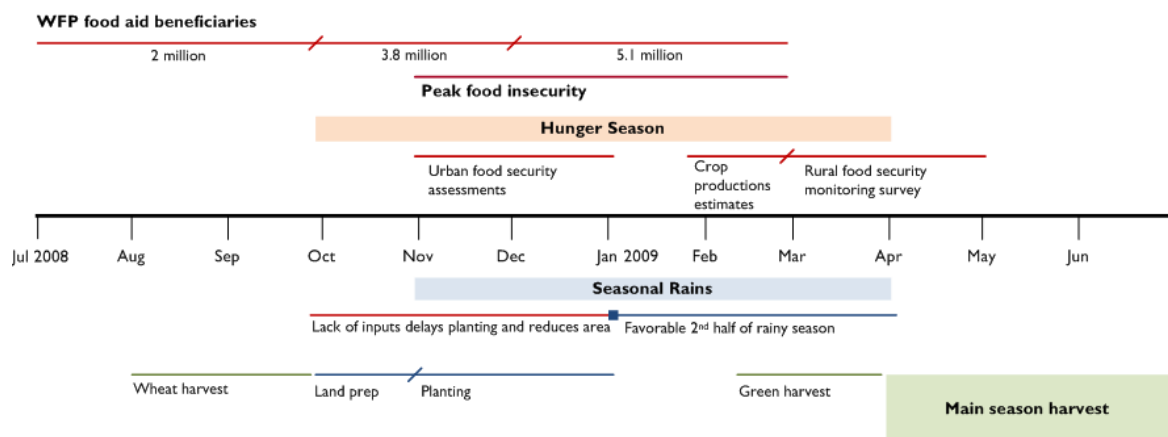 WFP food aid beneficiaries
2 million
3.8 million
5.1 million
Peak food insecurity
Hunger Season
Urban food security
assessments
Crop
productions
estimates
Rural food security
monitoring survey
Jul 2008
Aug
Sep
Oct
Nov
Dec
Jan 2009
Feb
Mar
Apr
May
Jun
Seasonal Rains
Lack of inputs delays planting and reduces area
Favorable 2nd half of rainy season
Wheat harvest
Land prep
Planting
Green harvest
Main season harvest